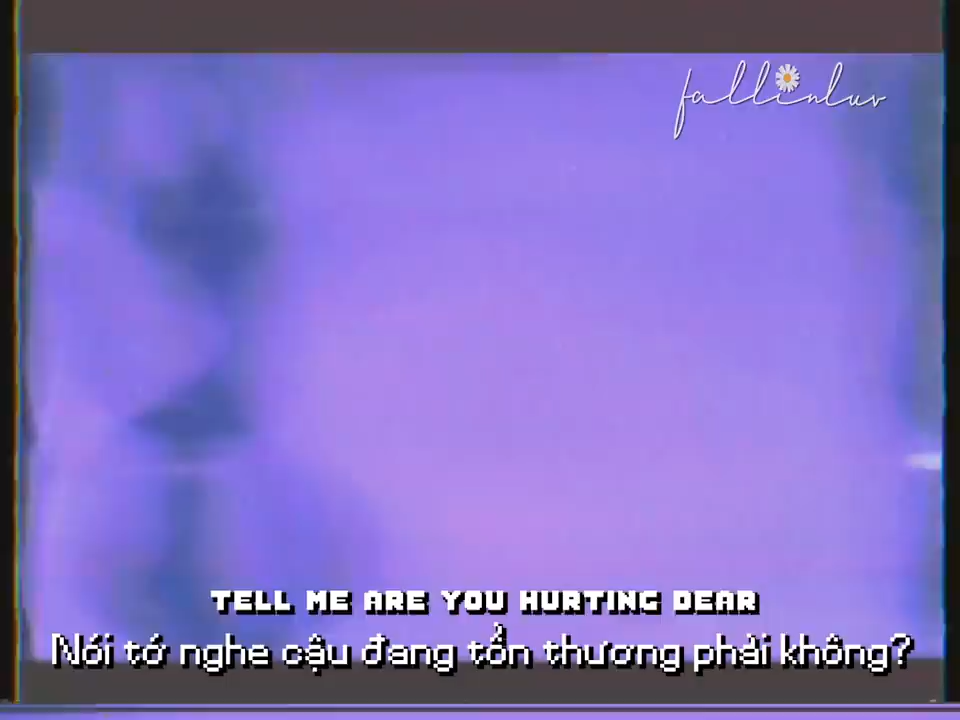 fallinluv
TELL ME ARE YOU HURTING DEAR
Nói tớ nghe cậu đang tổn thương phải không?